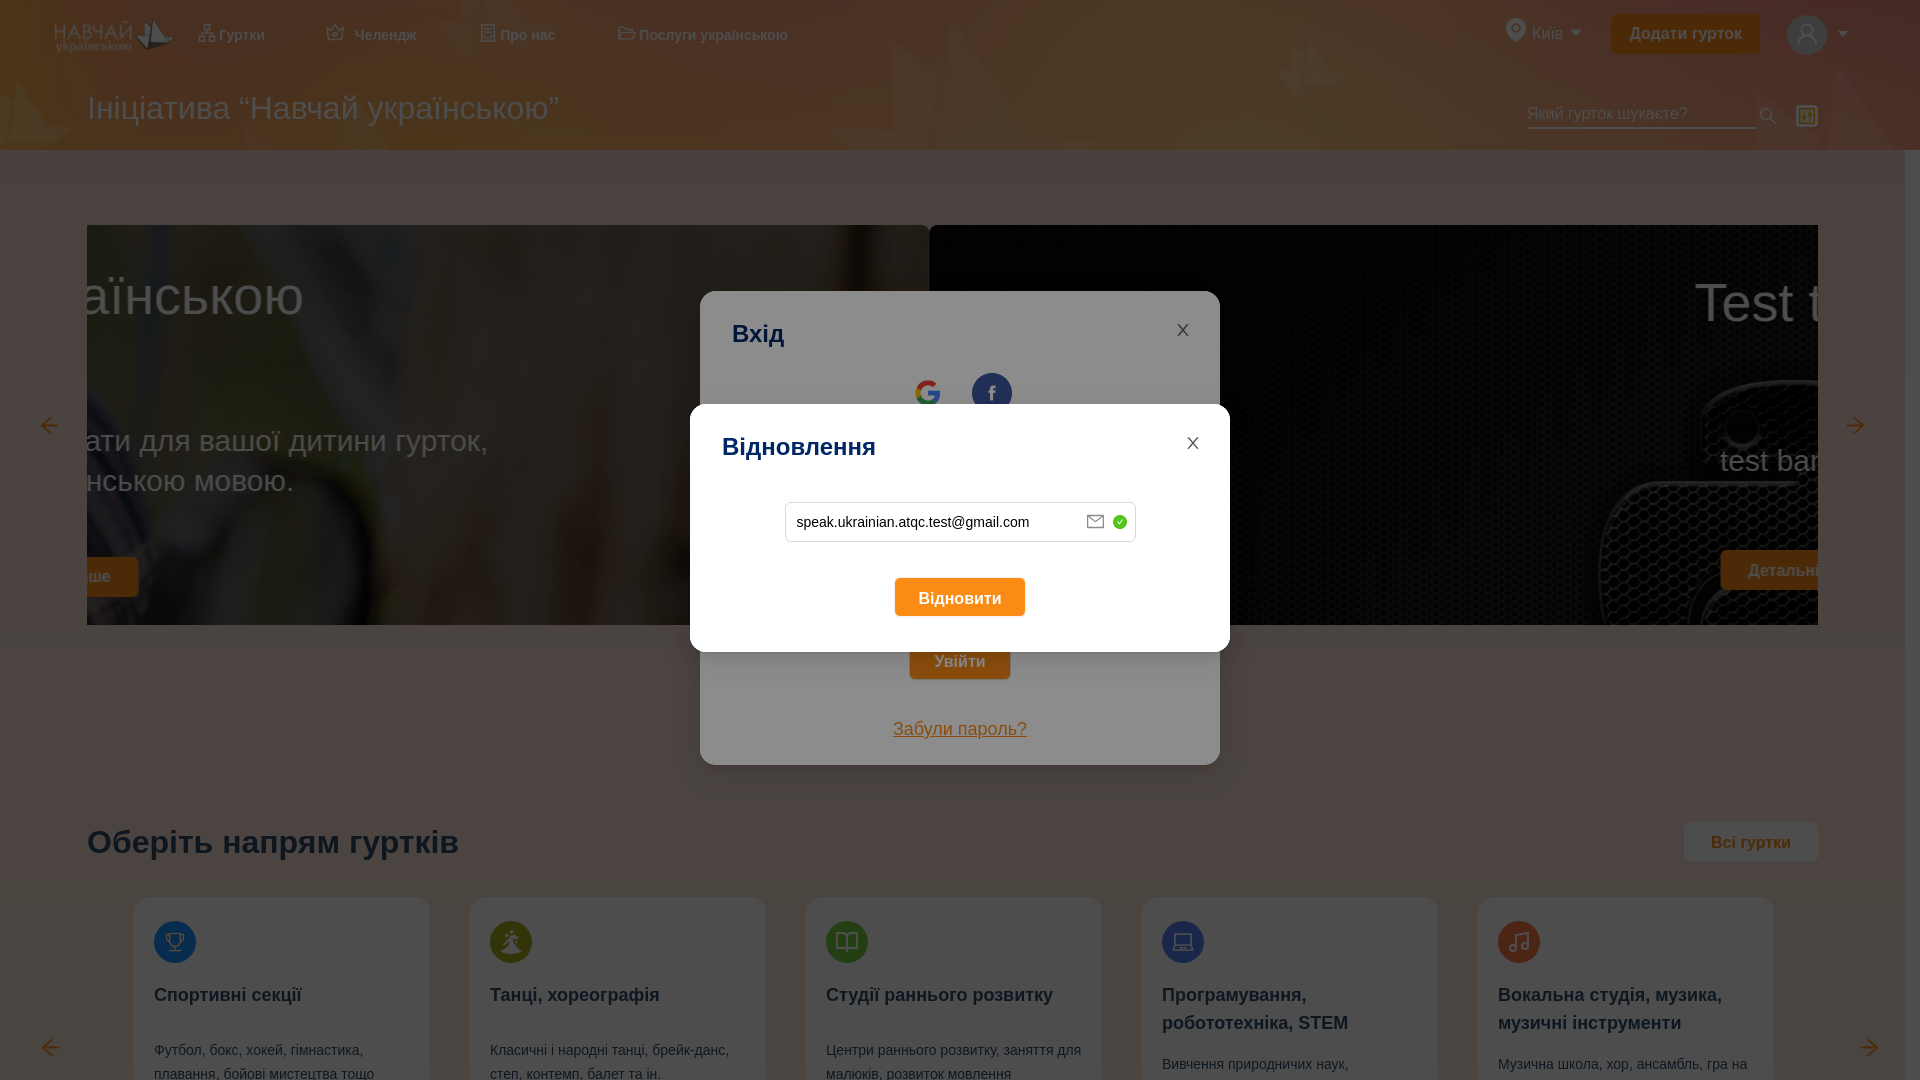 НАВЧАЙ
українською
Гуртки
Челендж
Про нас
Послуги українською
Київ
Додати гурток
Ініціатива “Навчай українською”
Який гурток шукаєте?
аїнською
ати для вашої дитини гурток,
нською мовою.
ше
Test t
test bar
Детальні
Вхід
Відновлення
speak.ukrainian.atqc.test@gmail.com
Відновити
Увійти
Забули пароль?
Оберіть напрям гуртків
Всі гуртки
Спортивні секції
Футбол, бокс, хокей, гімнастика,
плавання, бойові мистецтва тощо
Танці, хореографія
Класичні і народні танці, брейк-данс,
степ, контемп, балет та ін.
Студії раннього розвитку
Центри раннього розвитку, заняття для
малюків, розвиток мовлення
Програмування,
робототехніка, STEM
Вивчення природничих наук,
Вокальна студія, музика,
музичні інструменти
Музична школа, хор, ансамбль, гра на